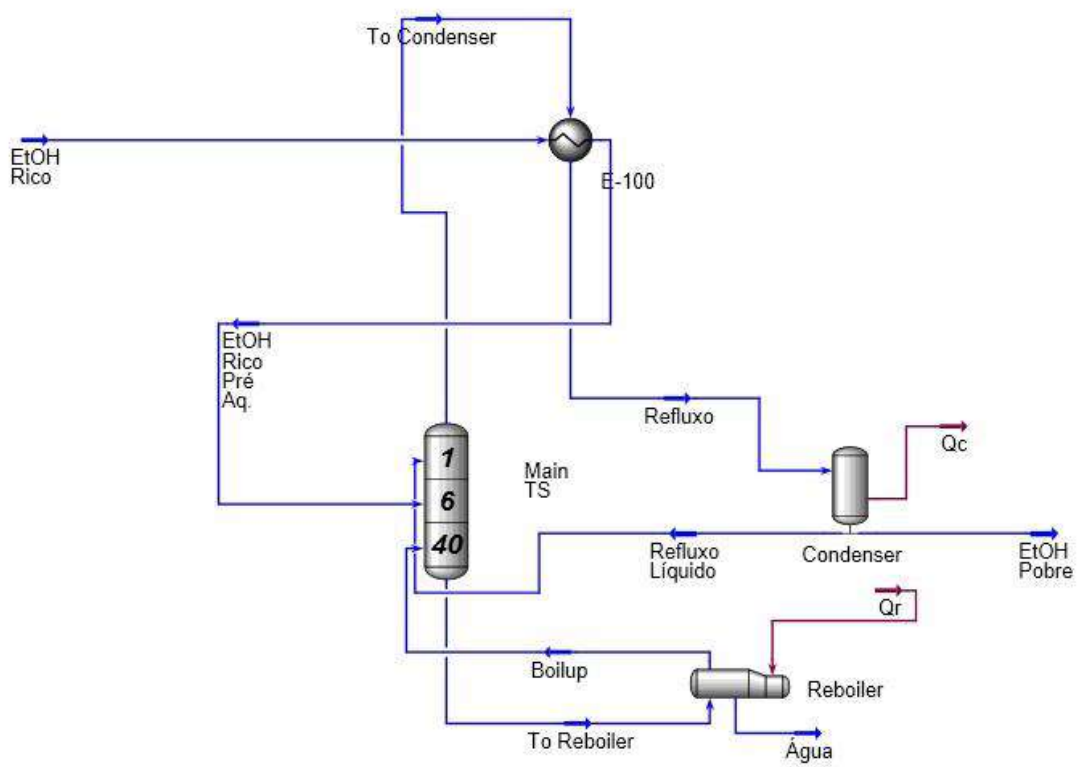 To Condenser
EtOH
Rico
E-100
EtOH
Rico
Pré
Aq.
Refluxo
Qc
1
6
40
Main
TS
Refluxo
Líquido
Condenser
EtOH
Pobre
Qr
Boilup
Reboiler
To Reboiler
Água